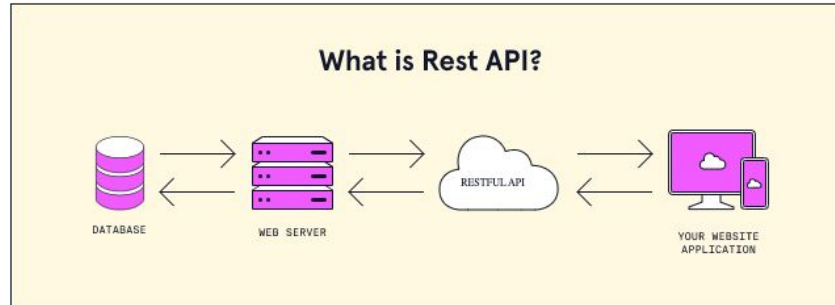 What is Rest API?
RESTFUL API
DATABASE
WEB SERVER
YOUR WEBSITE
APPLICATION